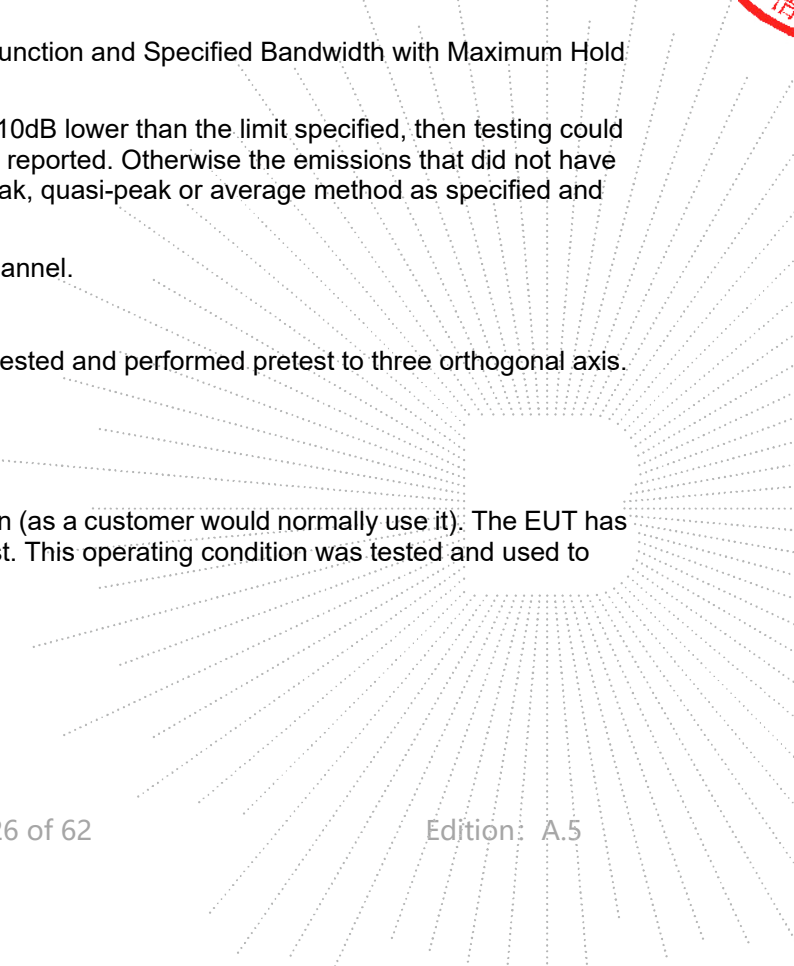 unction and Specified Bandwidth with Maximum Hold
10dB lower than the limit specified, then testing could
reported. Otherwise the emissions that did not have
ak, quasi-peak or average method as specified and
annel.
ested and performed pretest to three orthogonal axis.
n (as a customer would normally use it). The EUT has
st. This operating condition was tested and used to
26 of 62 Edition: A.5